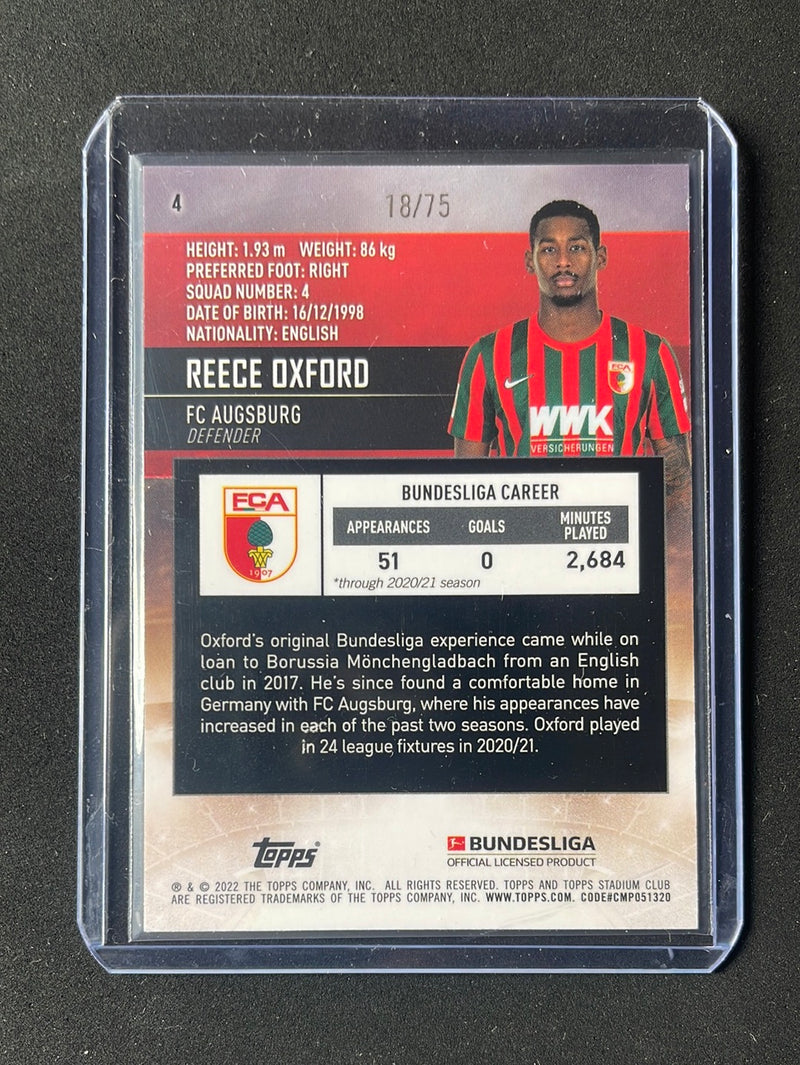 4
18/75
HEIGHT: 1.93 m WEIGHT: 86 kg
PREFERRED FOOT: RIGHT
SQUAD NUMBER: 4
DATE OF BIRTH: 16/12/1998
NATIONALITY: ENGLISH
REECE OXFORD
FC AUGSBURG
DEFENDER
FCA
WWK
VERSICHERUNGEN
FCA
1907
BUNDESLIGA CAREER
APPEARANCES GOALS MINUTES PLAYED
51 0 2,684
*through 2020/21 season
Oxford's original Bundesliga experience came while on
loan to Borussia Mönchengladbach from an English
club in 2017. He's since found a comfortable home in
Germany with FC Augsburg, where his appearances have
increased in each of the past two seasons. Oxford played
in 24 league fixtures in 2020/21.
Topps®
BUNDESLIGA
OFFICIAL LICENSED PRODUCT
® & © 2022 THE TOPPS COMPANY, INC. ALL RIGHTS RESERVED. TOPPS AND TOPPS STADIUM CLUB
ARE REGISTERED TRADEMARKS OF THE TOPPS COMPANY, INC. WWW.TOPPS.COM. CODE#CMP051320